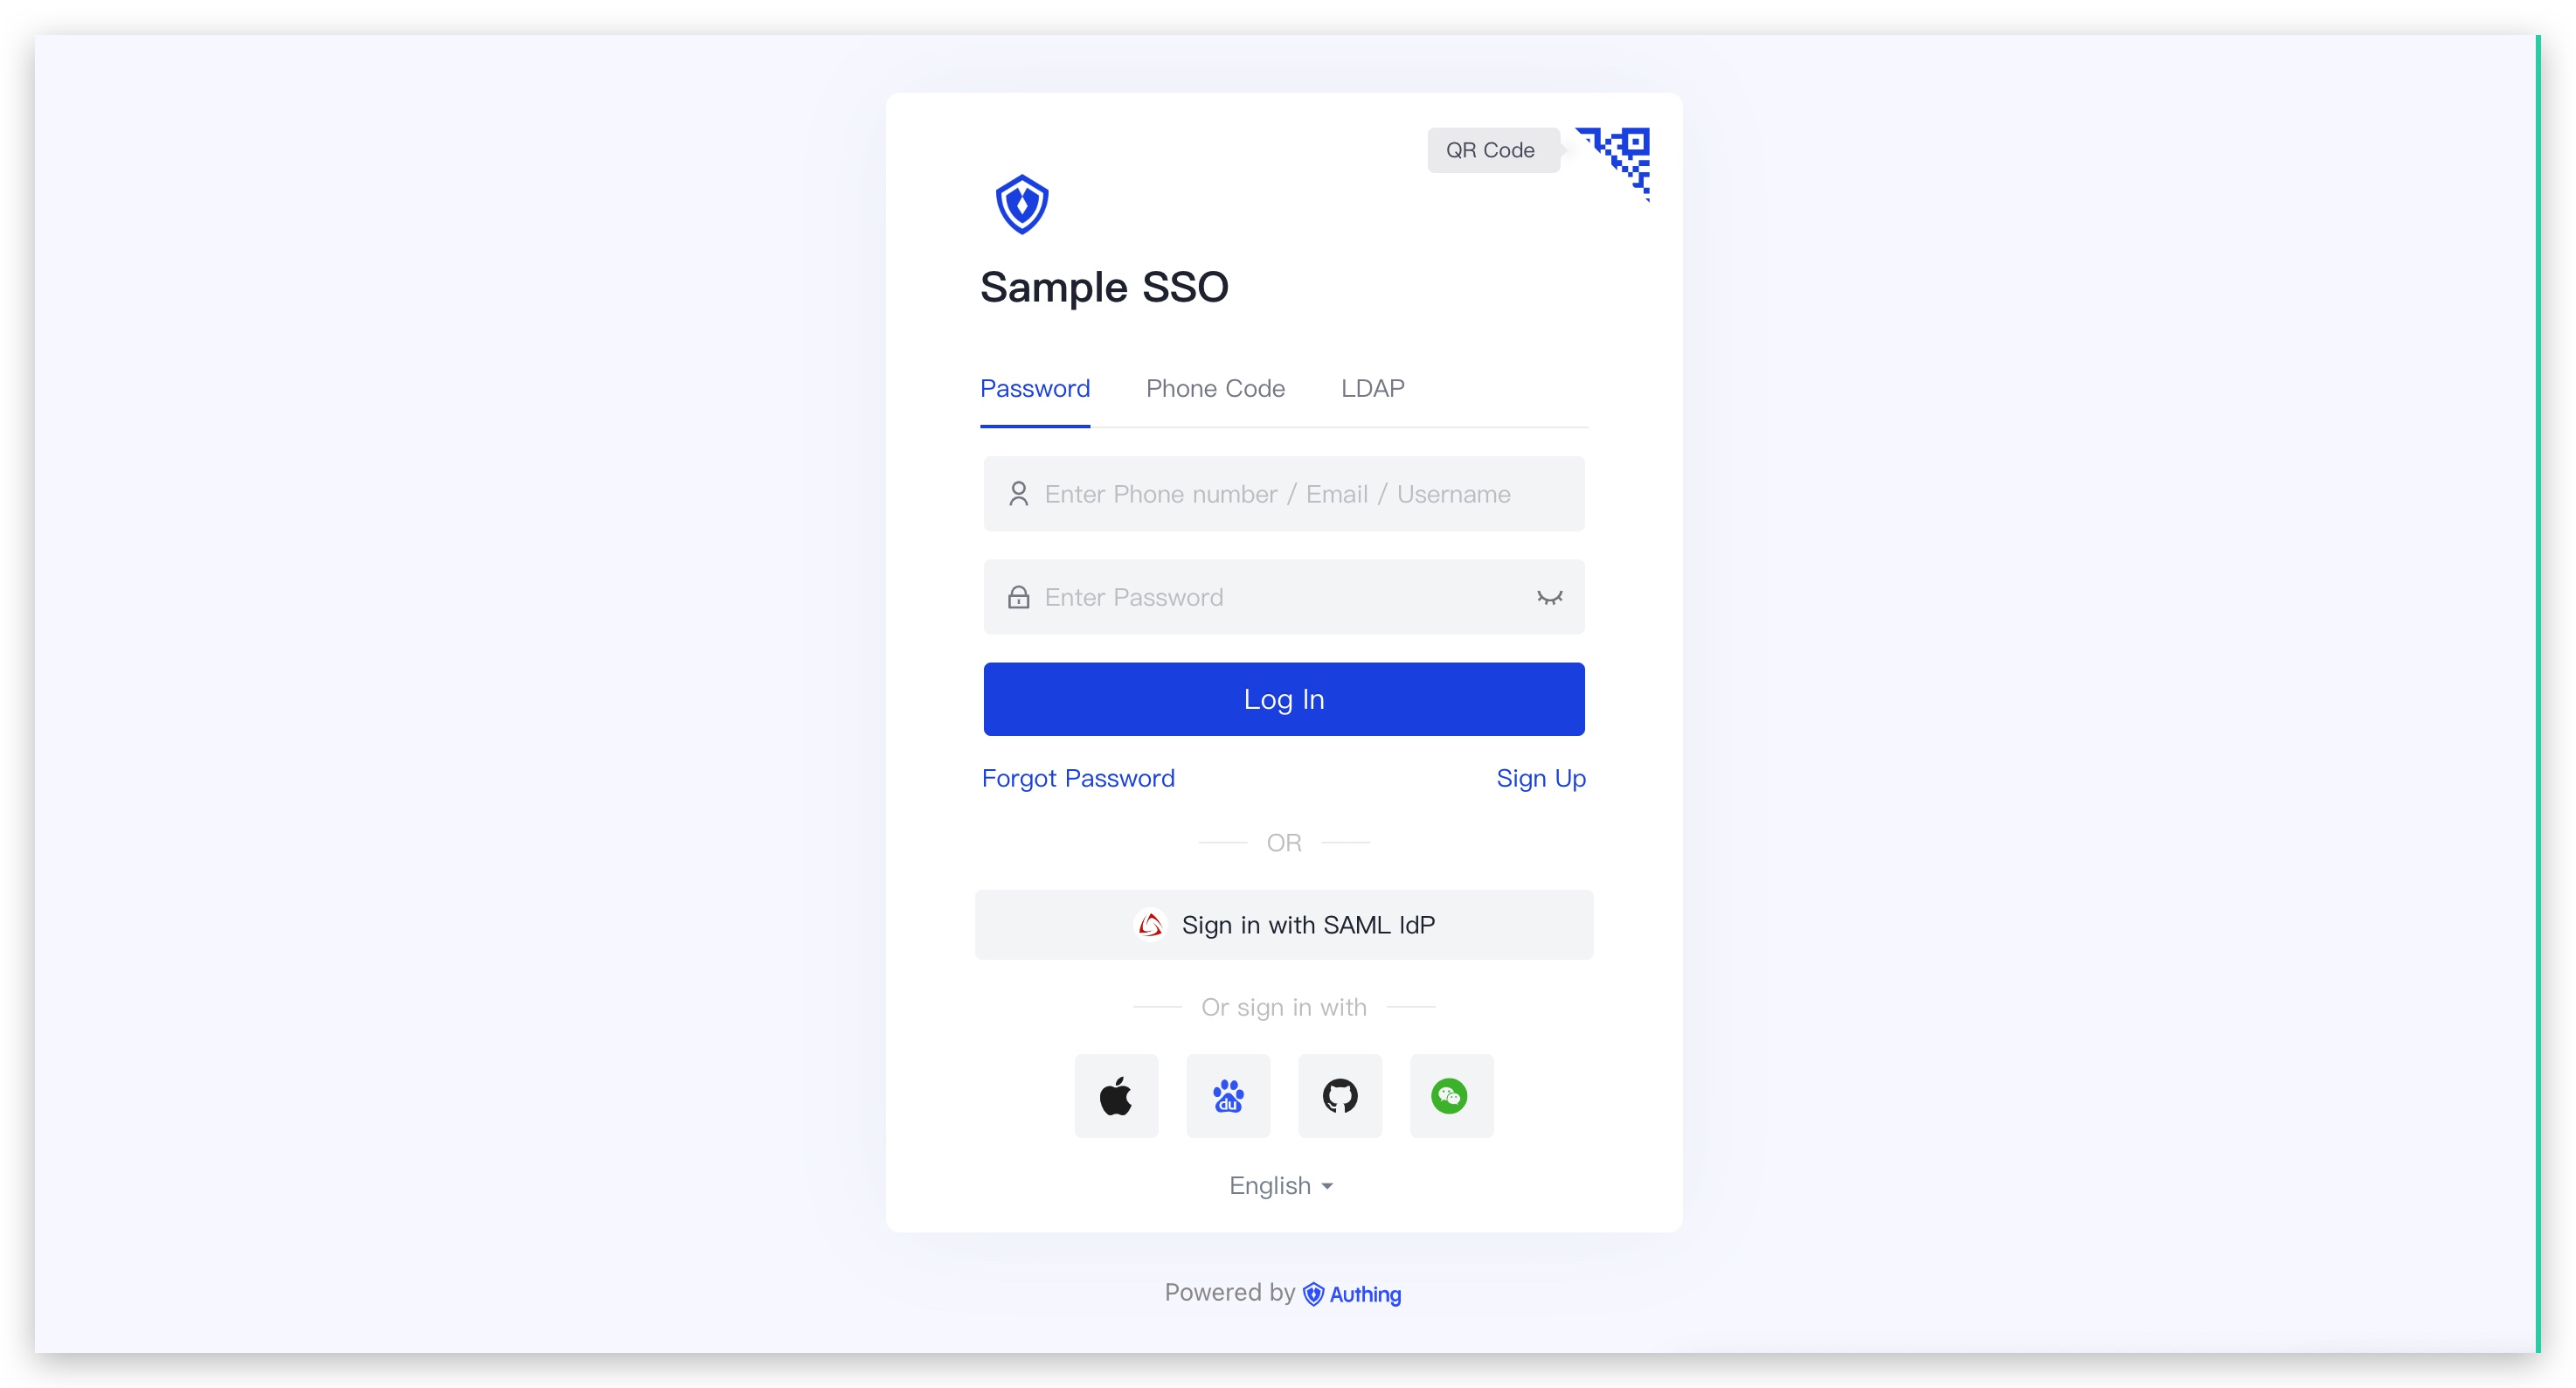 QR Code
Sample SSO
Password Phone Code LDAP
Enter Phone number / Email / Username
Enter Password
Log In
Forgot Password Sign Up
OR
Sign in with SAML IdP
Or sign in with
du
English
Powered by Authing